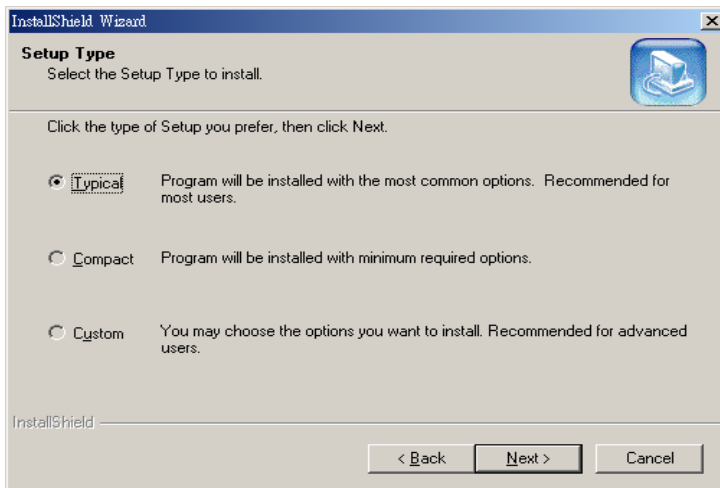 InstallShield Wizard
Setup Type
Select the Setup Type to install.
Click the type of Setup you prefer, then click Next.
Typical Program will be installed with the most common options. Recommended for
most users.
Compact Program will be installed with minimum required options.
Custom You may choose the options you want to install. Recommended for advanced
users.
InstallShield
< Back Next > Cancel